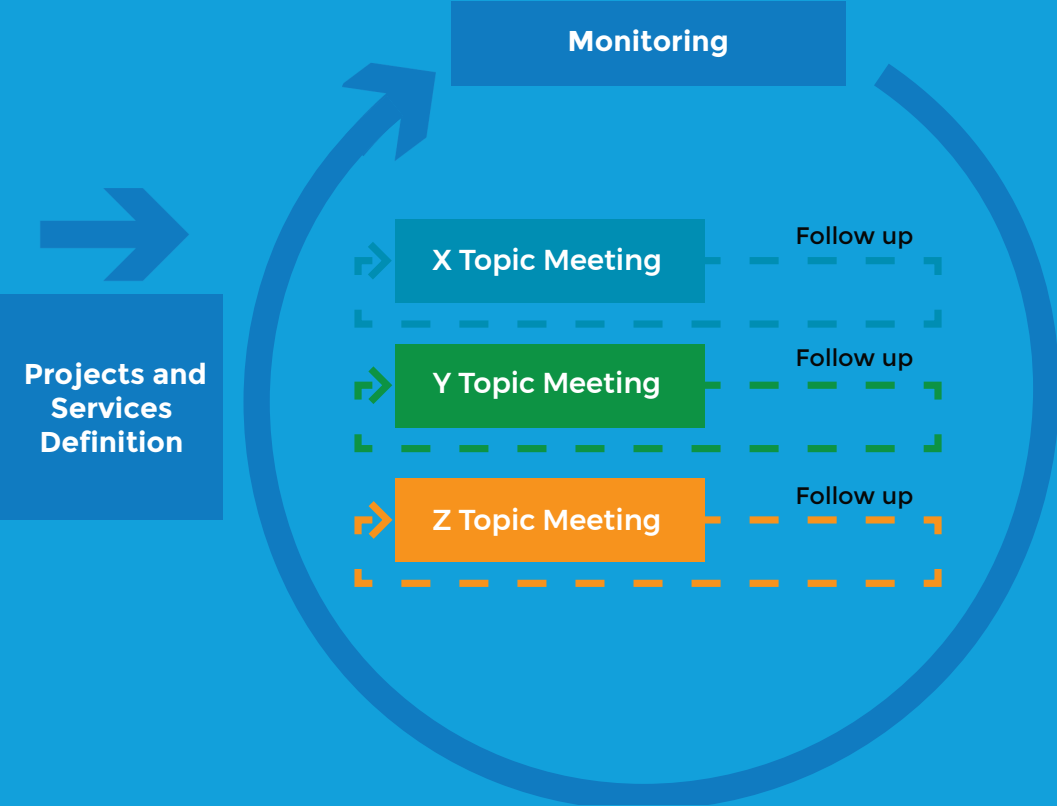 Monitoring
Follow up
X Topic Meeting
Follow up
Y Topic Meeting
Projects and
Services
Definition
Follow up
Z Topic Meeting